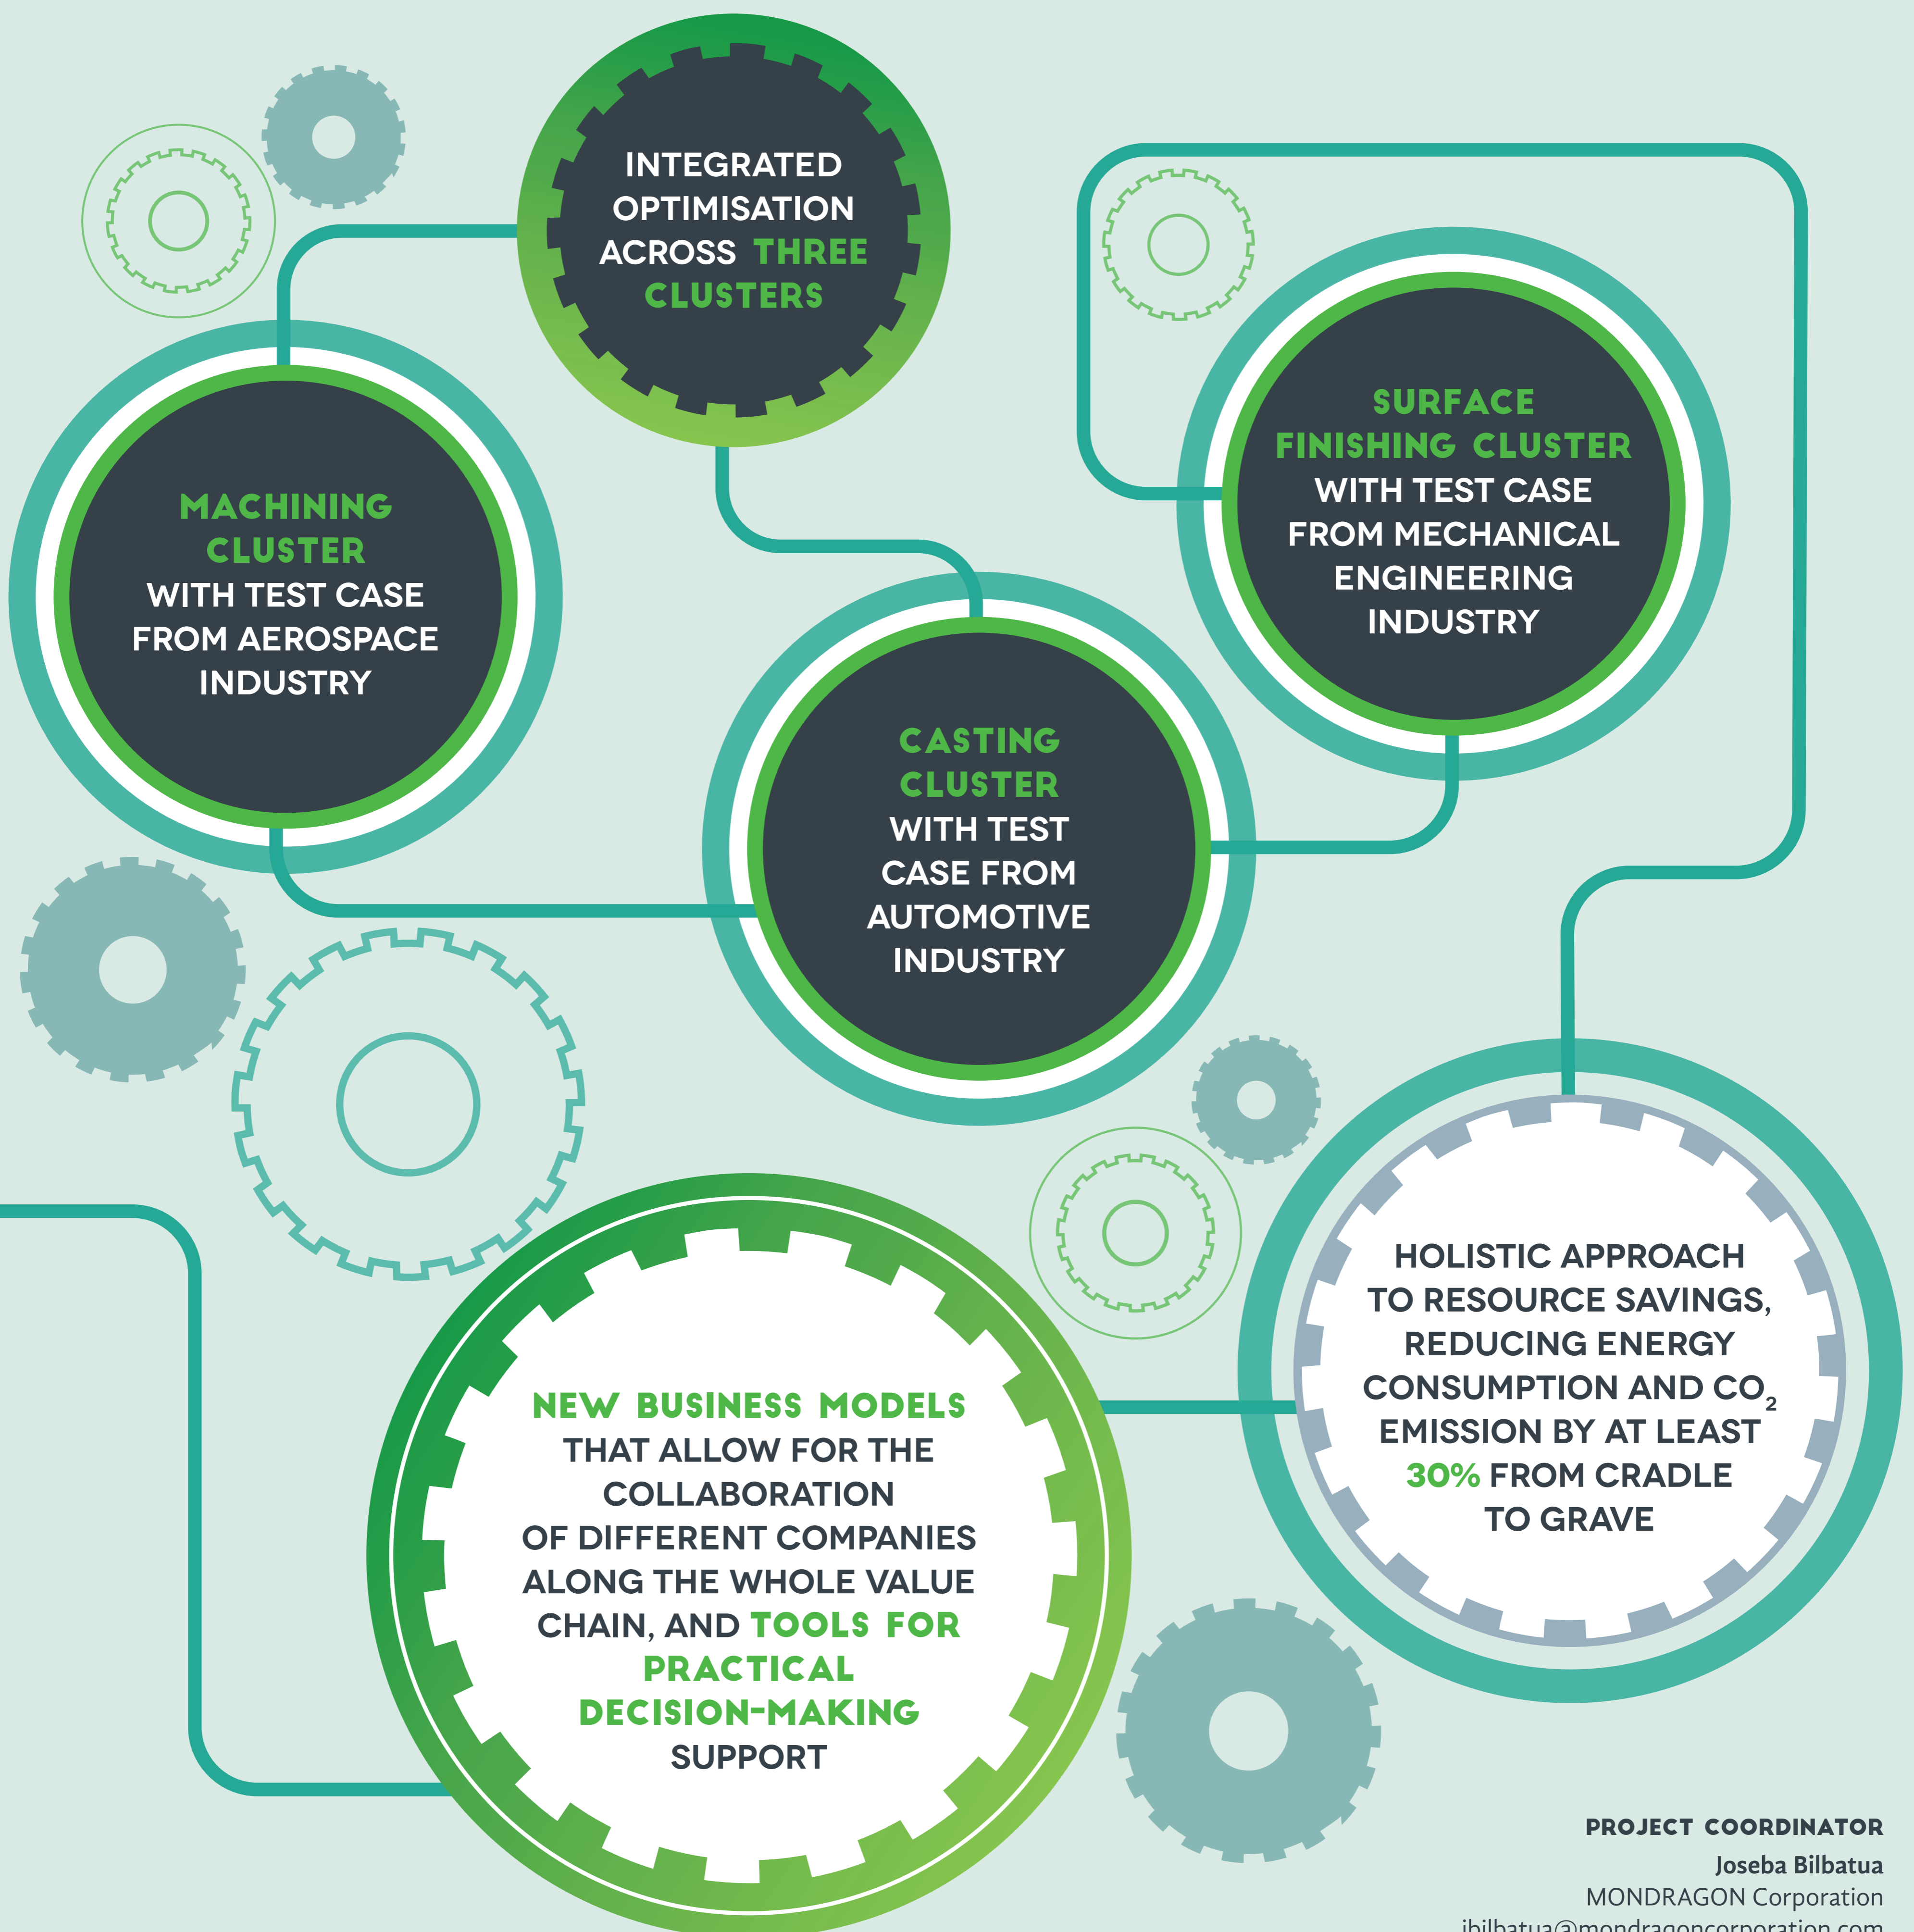 INTEGRATED
OPTIMISATION
ACROSS THREE
CLUSTERS
MACHINING
CLUSTER
WITH TEST CASE
FROM AEROSPACE
INDUSTRY
SURFACE
FINISHING CLUSTER
WITH TEST CASE
FROM MECHANICAL
ENGINEERING
INDUSTRY
CASTING
CLUSTER
WITH TEST
CASE FROM
AUTOMOTIVE
INDUSTRY
HOLISTIC APPROACH
TO RESOURCE SAVINGS,
REDUCING ENERGY
CONSUMPTION AND CO₂
EMISSION BY AT LEAST
30% FROM CRADLE
TO GRAVE
NEW BUSINESS MODELS
THAT ALLOW FOR THE
COLLABORATION
OF DIFFERENT COMPANIES
ALONG THE WHOLE VALUE
CHAIN, AND TOOLS FOR
PRACTICAL
DECISION-MAKING
SUPPORT
PROJECT COORDINATOR
Joseba Bilbatua
MONDRAGON Corporation
jbilbatua@mondragoncorporation.com